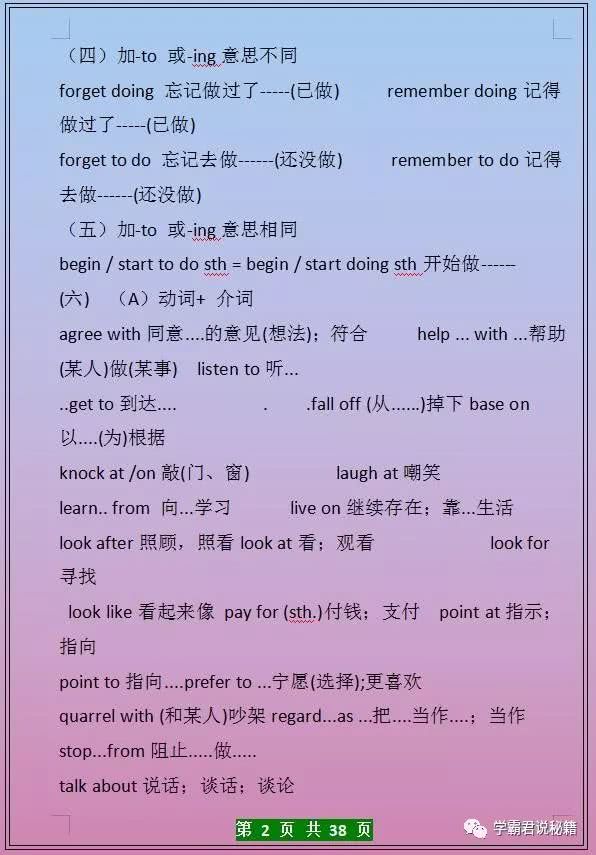 （四）加-to 或-ing 意思不同
forget doing 忘记做过了-----(已做) remember doing 记得
做过了-----(已做)
forget to do 忘记去做------(还没做) remember to do 记得
去做------(还没做)
（五）加-to 或-ing 意思相同
begin / start to do sth = begin / start doing sth 开始做------
(六) （A）动词+ 介词
agree with 同意....的意见(想法)；符合 help ... with ...帮助
(某人)做(某事) listen to 听...
..get to 到达.... . .fall off (从......)掉下 base on
以....(为)根据
knock at /on 敲(门、窗) laugh at 嘲笑
learn.. from 向...学习 live on 继续存在；靠...生活
look after 照顾，照看 look at 看；观看 look for
寻找
look like 看起来像 pay for (sth.)付钱；支付 point at 指示；
指向
point to 指向....prefer to ...宁愿(选择);更喜欢
quarrel with (和某人)吵架 regard...as ...把....当作....；当作
stop...from 阻止.....做.....
talk about 说话；谈话；谈论
第 2 页 共 38 页
学霸君说秘籍